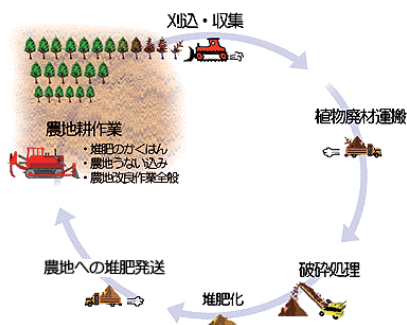 刈込・収集
植物廃材運搬
破砕処理
堆肥化
農地への堆肥発送
農地耕作業
・堆肥のかくはん
・農地うない込み
・農地改良作業全般